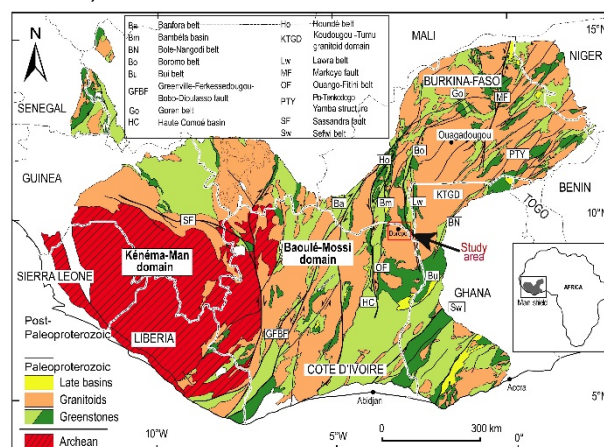 Ba Banfora belt
Bm Bambéla basin
BN Bole-Nangodi belt
Bo Boromo belt
Bu Bui belt
GFBF Greenville-Ferkessedougou-
Bobo-Dioulasso fault
Go Goren belt
HC Haute Comoé basin
Ho Houndé belt
KTGD Koudougou -Tumu
granitoid domain
Lw Lawra belt
MF Markoye fault
OF Ouango-Fitini belt
PTY Pô-Tenkodogo
Yamba structure
SF Sassandra fault
Sw Sefwi belt
15°N
N
MALI
NIGER
BURKINA-FASO
Go
MF
SENEGAL
Ouagadougou
Ho
Bo
PTY
GUINEA
BENIN
KTGD
Ba
Bm
Lw
TOGO
10°N
SF
BN
Study
area
Kénéma-Man
domain
Baoulé-Mossi
domain
OF
Bu
SIERRA LEONE
HC
GHANA
Sw
AFRICA
Man shield
Post-
Paleoproterozoic
LIBERIA
GFBF
Paleoproterozoic
Late basins
Granitoids
Greenstones
Archean
COTE D'IVOIRE
Abidjan
Accra
5°N
10°W
5°W
0
300 km
0°